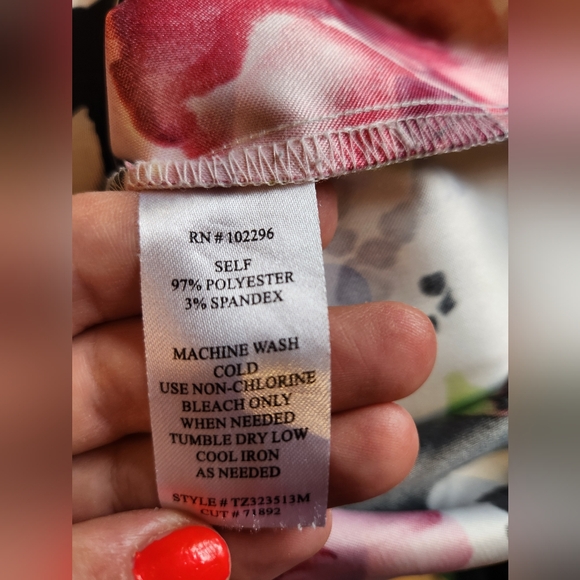 RN # 102296
SELF
97% POLYESTER
3% SPANDEX
MACHINE WASH
COLD
USE NON-CHLORINE
BLEACH ONLY
WHEN NEEDED
TUMBLE DRY LOW
COOL IRON
AS NEEDED
STYLE # TZ323513M
CUT # 71892